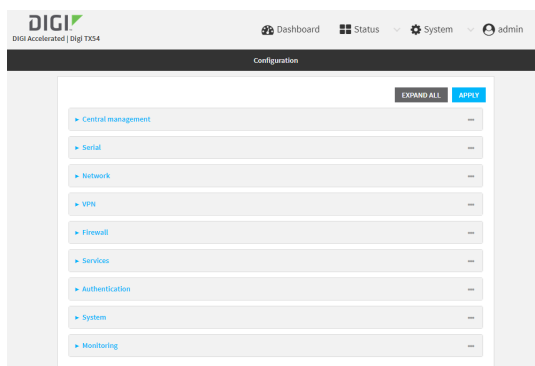 DIGI
DIGI Accelerated | Digi TX54
Dashboard Status System admin
Configuration
EXPAND ALL APPLY
Central management
Serial
Network
VPN
Firewall
Services
Authentication
System
Monitoring